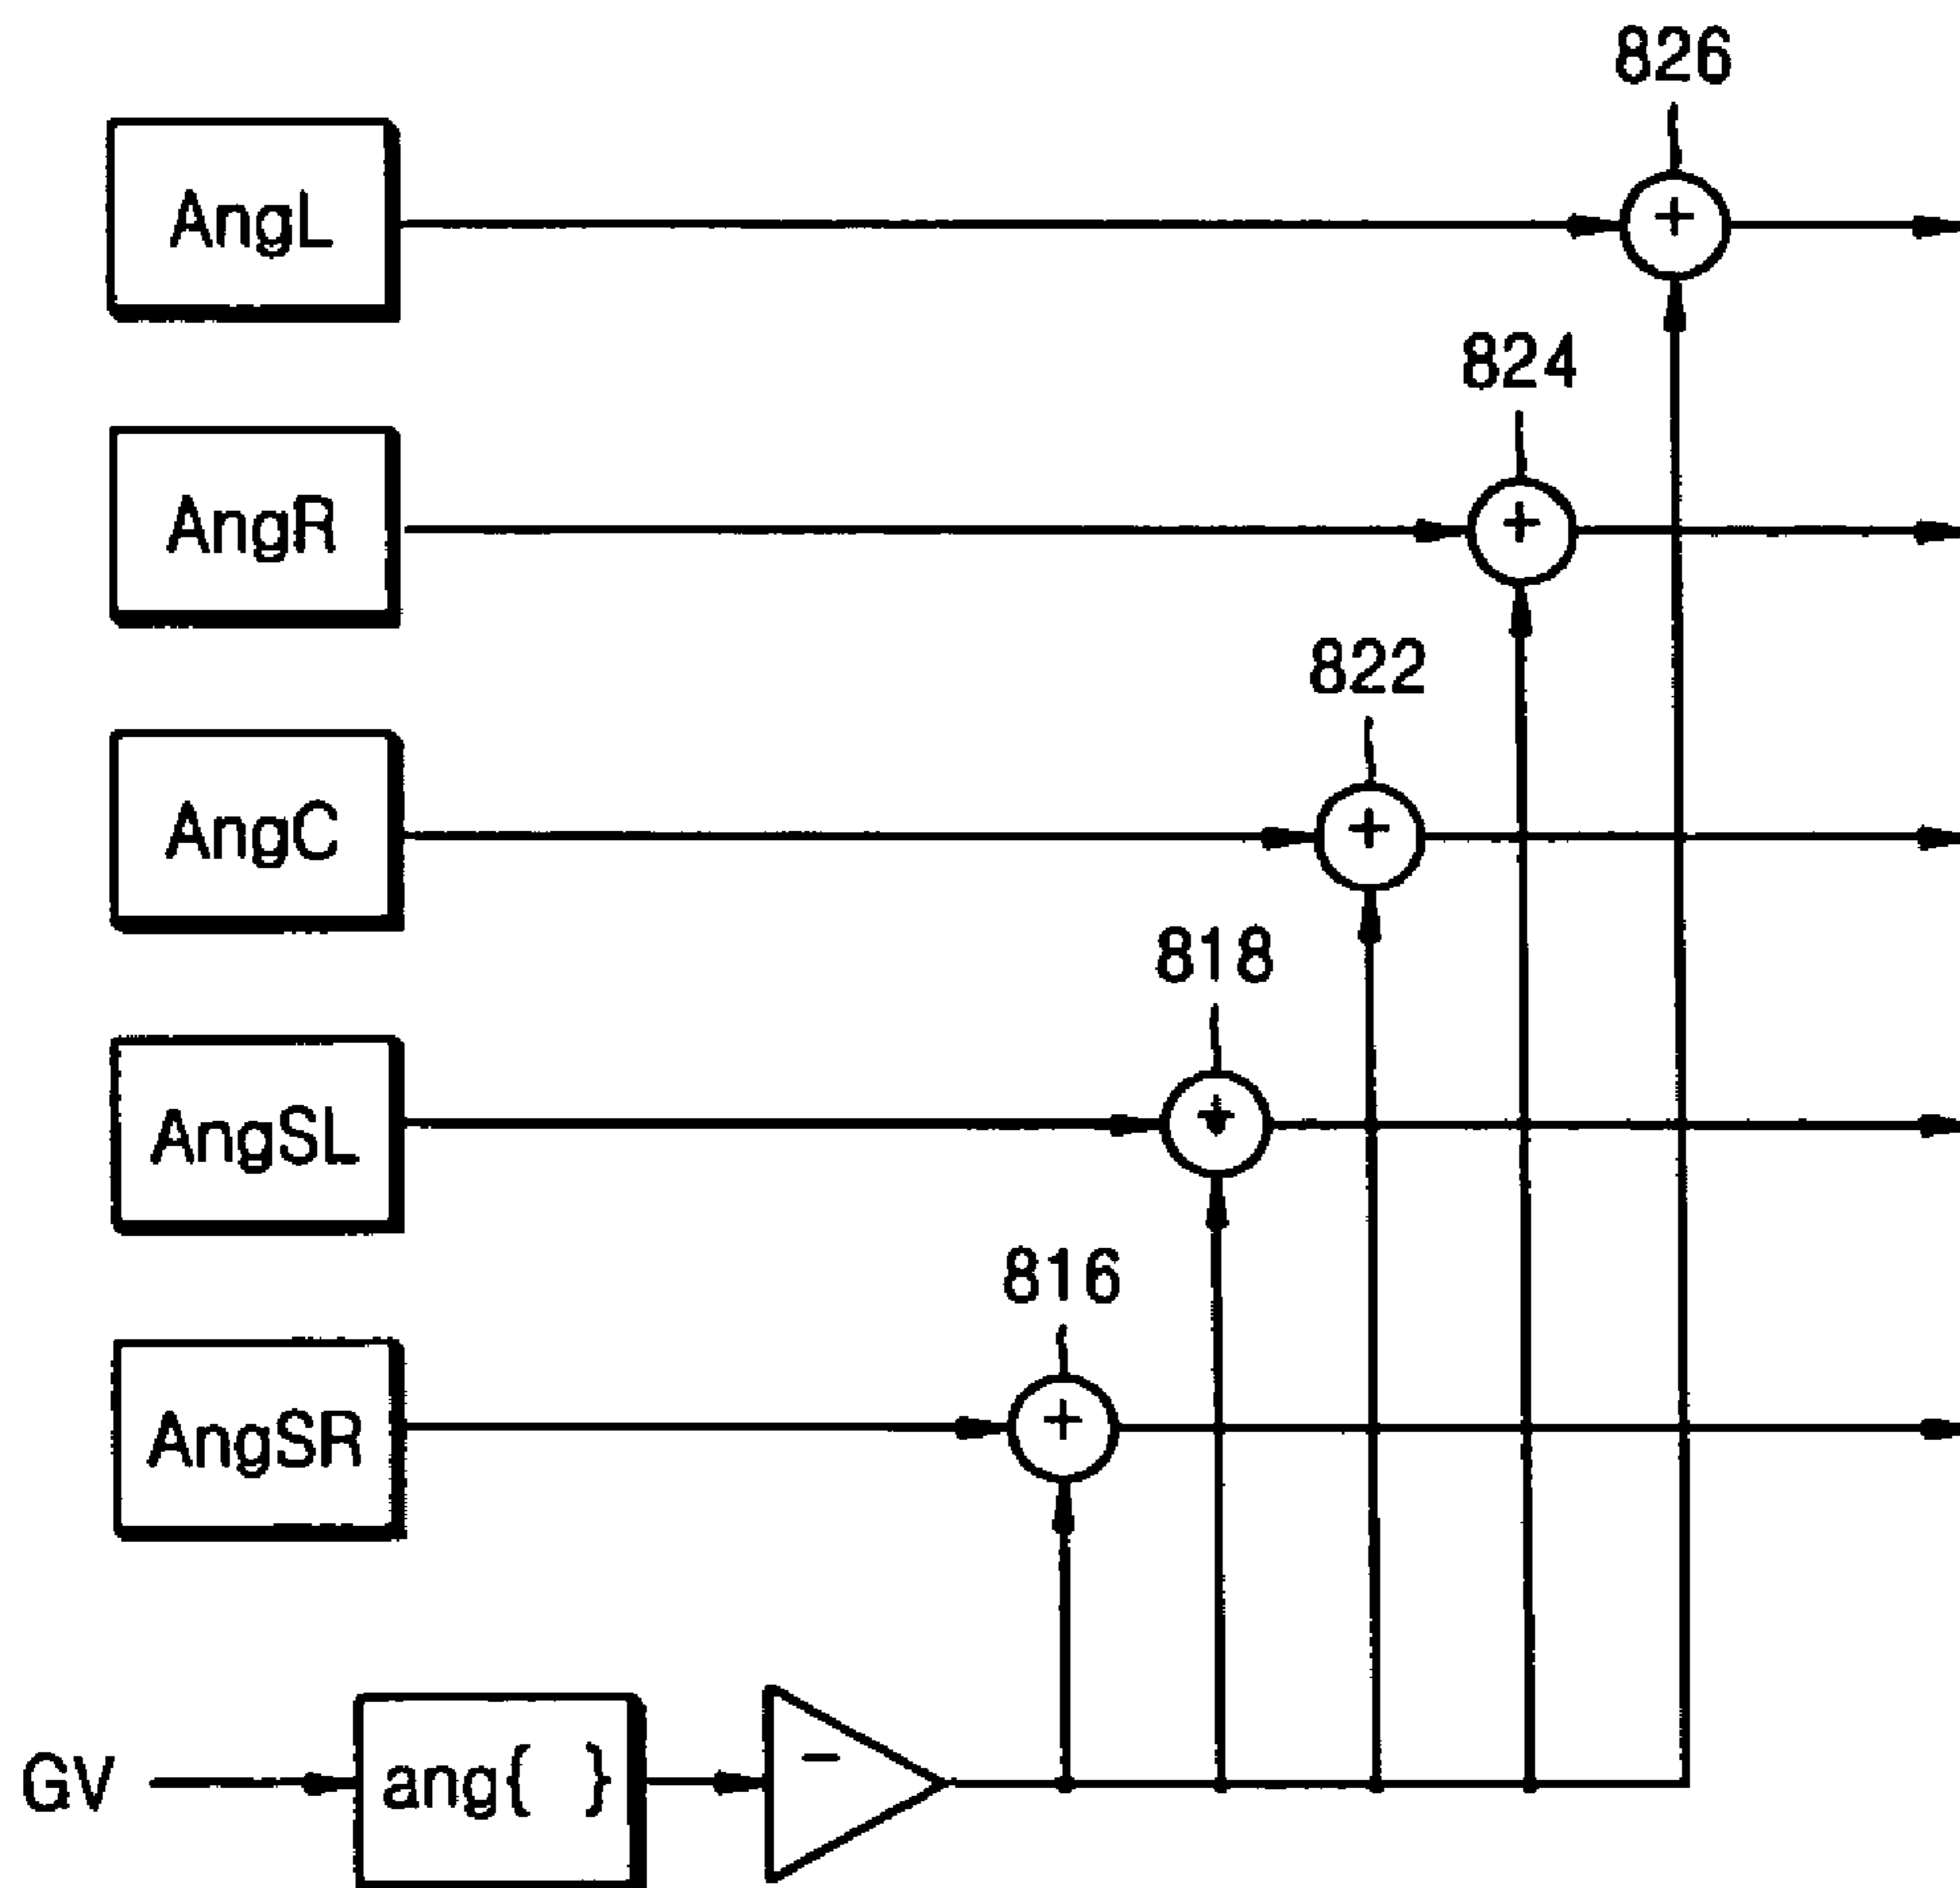 826
AngL
+
824
AngR
+
822
AngC
+
818
AngSL
+
816
AngSR
+
GV
ang{ }
-